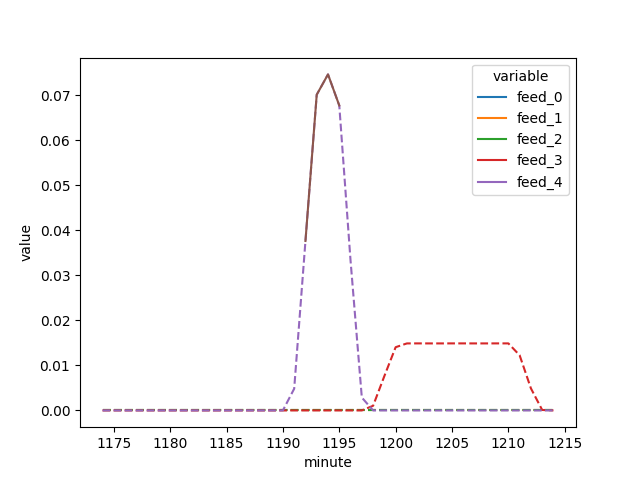 variable
feed_0
feed_1
feed_2
feed_3
feed_4
value
0.07
0.06
0.05
0.04
0.03
0.02
0.01
0.00
1175 1180 1185 1190 1195 1200 1205 1210 1215
minute